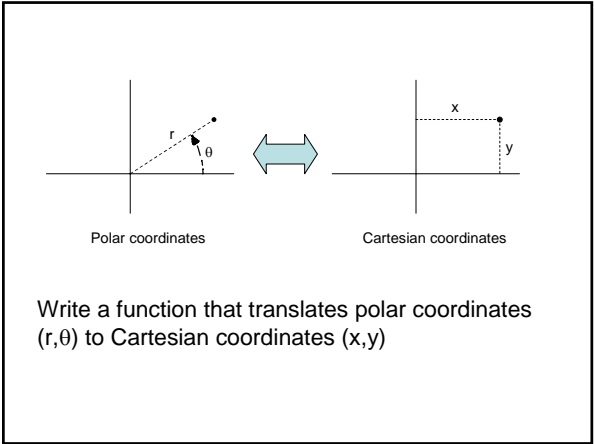 r
θ
x
y
Polar coordinates
Cartesian coordinates
Write a function that translates polar coordinates
(r,θ) to Cartesian coordinates (x,y)